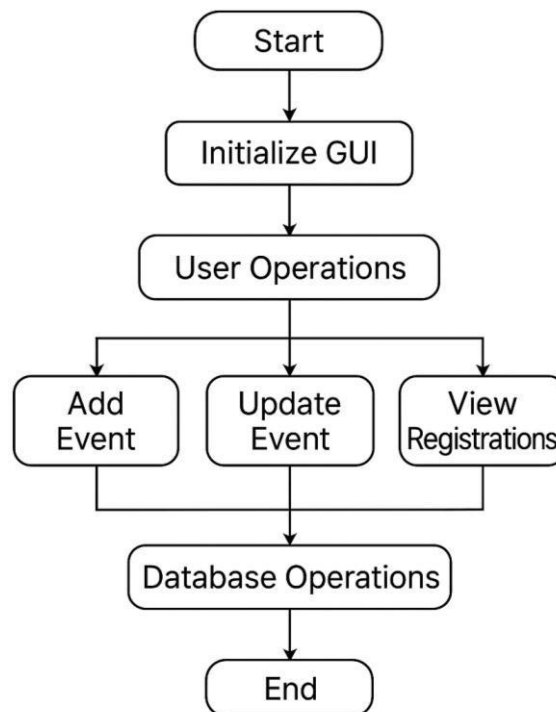 Start
Initialize GUI
User Operations
Add
Event
Update
Event
View
Registrations
Database Operations
End